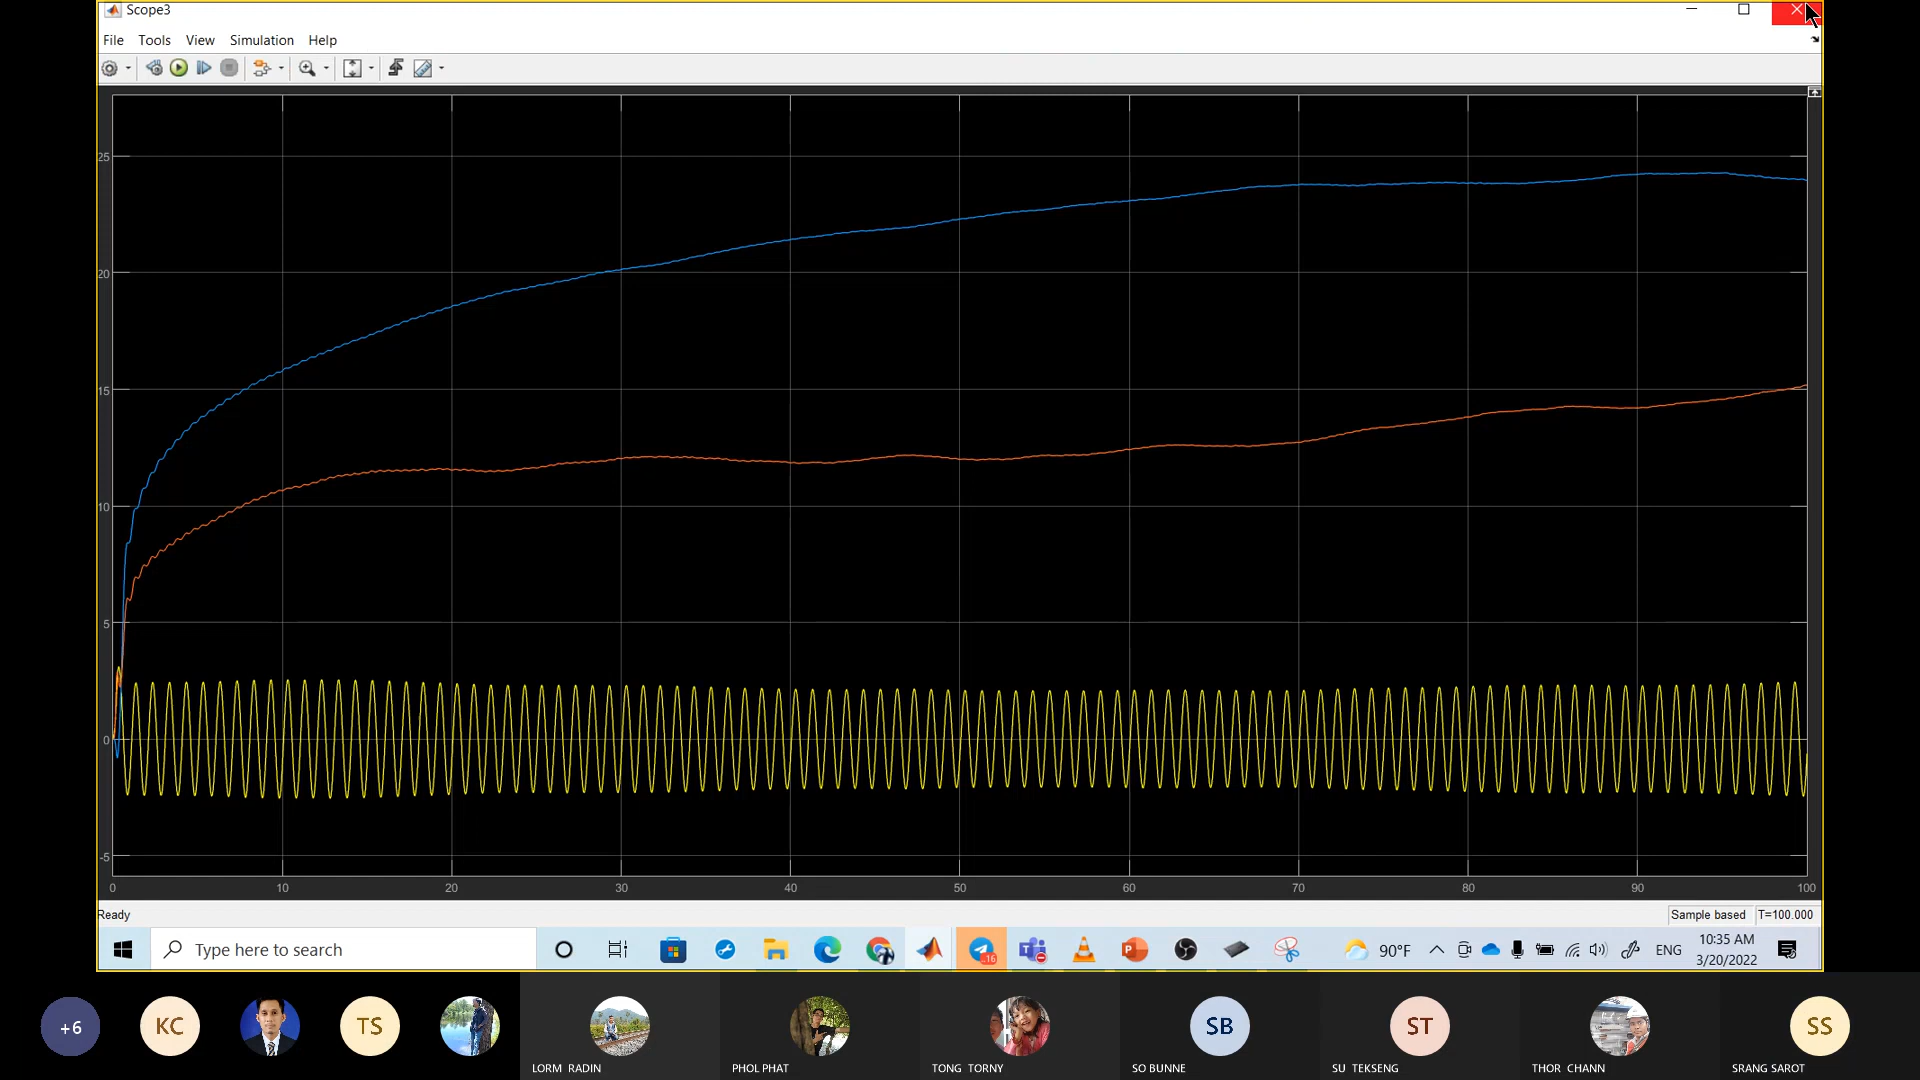 Scope3
File Tools View Simulation Help
25
20
15
10
5
0
-5
0 10 20 30 40 50 60 70 80 90 100
Ready
Sample based T=100.000
Type here to search
16
90°F
ENG
10:35 AM
3/20/2022
+6
KC
TS
SB
ST
SS
LORM RADIN
PHOL PHAT
TONG TORNY
SO BUNNE
SU TEKSENG
THOR CHANN
SRANG SAROT